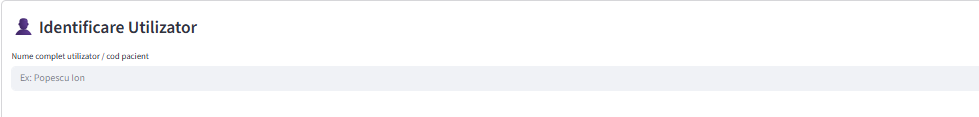 Identificare Utilizator
Nume complet utilizator / cod pacient
Ex: Popescu Ion